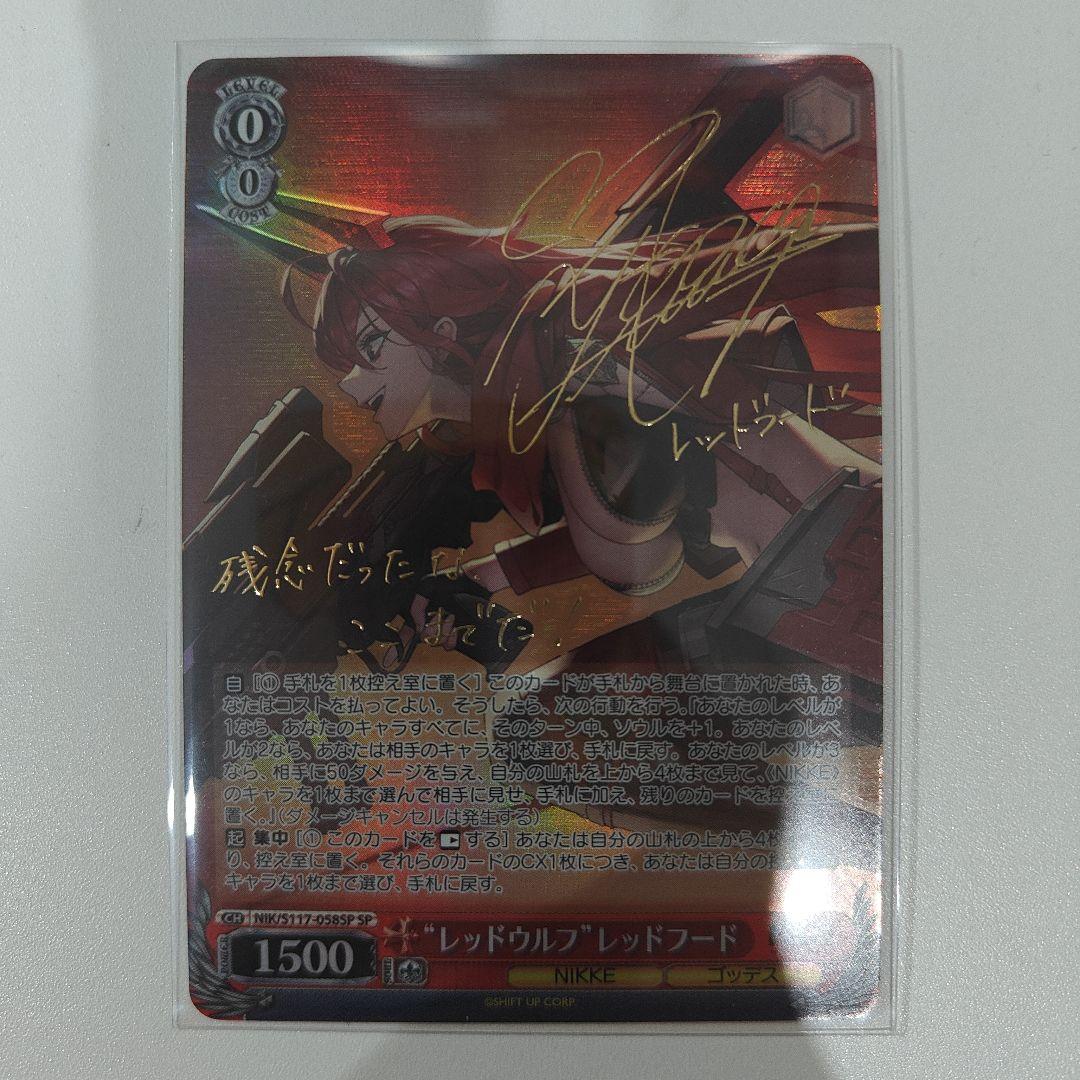 LEVEL
0
0
COST
レッドフード
残念だったな、
ここまでだ!
自 [① 手札を1枚控え室に置く] このカードが手札から舞台に置かれた時、あ
なたはコストを払ってよい。そうしたら、次の行動を行う。『あなたのレベルが
1なら、あなたのキャラすべてに、そのターン中、ソウルを+1。あなたのレベ
ルが2なら、あなたは相手のキャラを1枚選び、手札に戻す。あなたのレベルが3
なら、相手に50ダメージを与え、自分の山札を上から4枚まで見て、《NIKKE》
のキャラを1枚まで選んで相手に見せ、手札に加え、残りのカードを控
置く。』(ダメージキャンセルは発生する)
起 集中 [① このカードを する] あなたは自分の山札の上から4
り、控え室に置く。それらのカードのCX1枚につき、あなたは自分の
キャラを1枚まで選び、手札に戻す。
CH NIK/S117-058SP SP
POWER 1500 SOUL
“レッドウルフ”レッドフード
NIKKE ゴッデス
©SHIFT UP CORP.